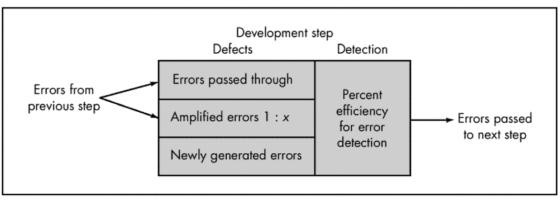 Development step
Defects
Detection
Errors from
previous step
Errors passed through
Amplified errors 1 : x
Newly generated errors
Percent
efficiency
for error
detection
Errors passed
to next step